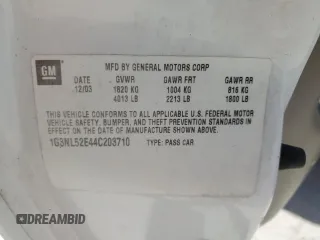 GM
MFD BY GENERAL MOTORS CORP
DATE GVWR GAWR FRT GAWR RR
12/03 1820 KG 1004 KG 816 KG
4013 LB 2213 LB 1800 LB
THIS VEHICLE CONFORMS TO ALL APPLICABLE U.S. FEDERAL MOTOR
VEHICLE SAFETY, BUMPER, AND THEFT PREVENTION STANDARDS IN
EFFECT ON THE DATE OF MANUFACTURE SHOWN ABOVE.
1G3NL52E44C203710 TYPE: PASS CAR
DREAMBID